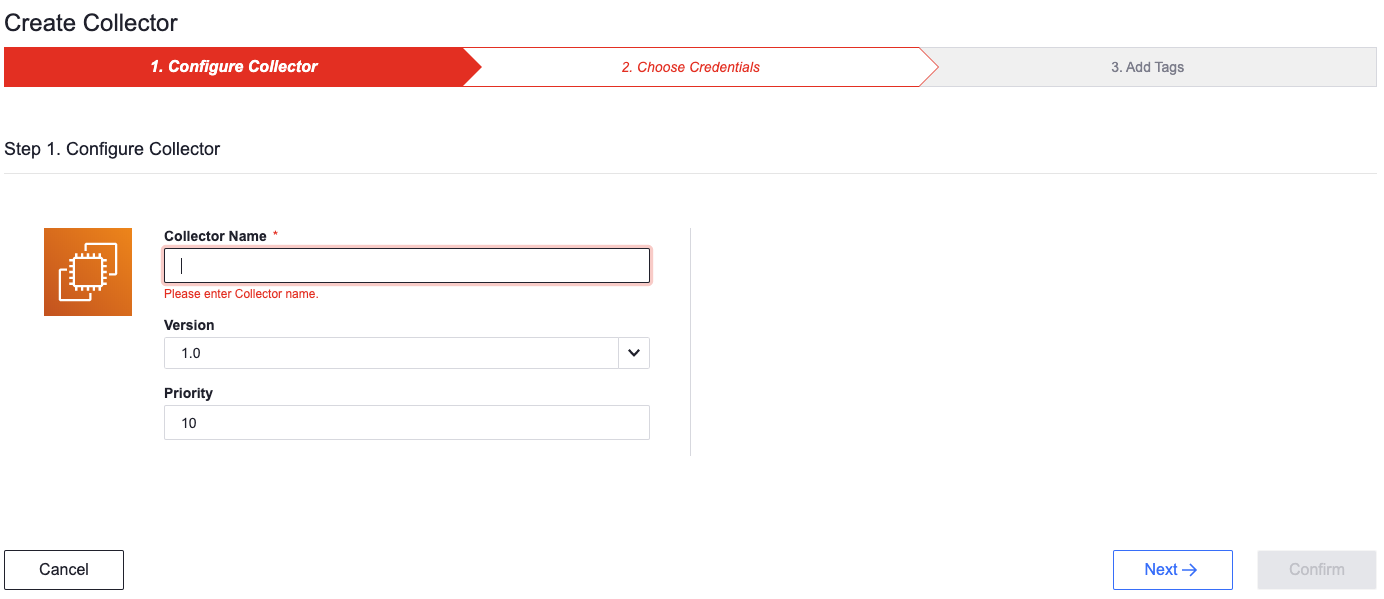 Create Collector
1. Configure Collector
2. Choose Credentials
3. Add Tags
Step 1. Configure Collector
Collector Name *
Please enter Collector name.
Version
1.0
Priority
10
Cancel
Next →
Confirm